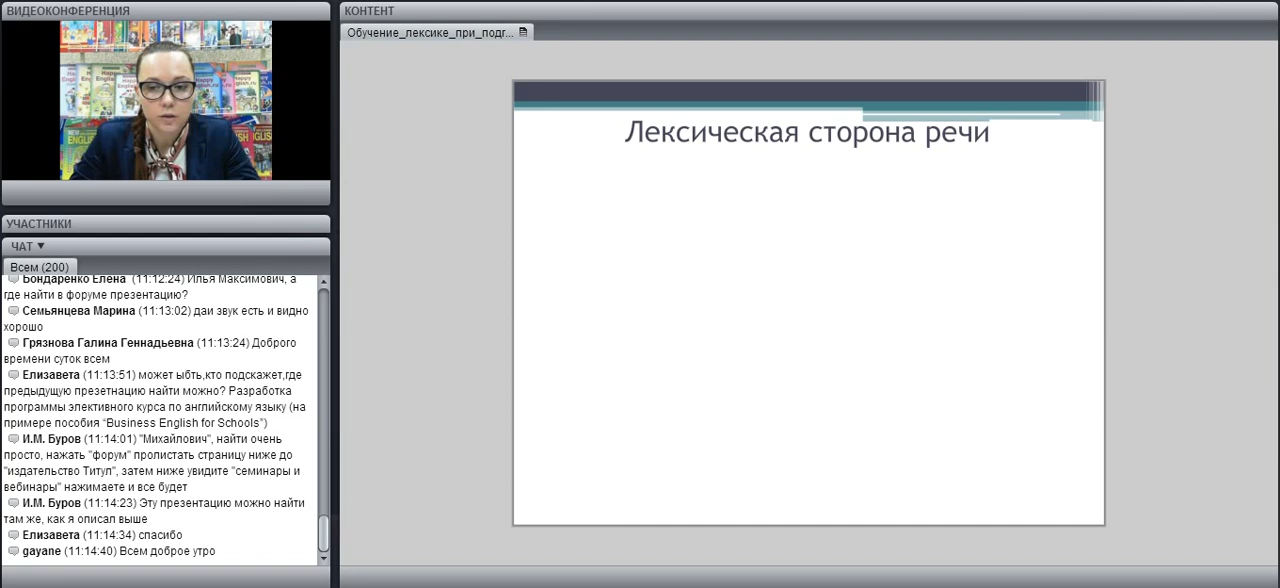 ВИДЕОКОНФЕРЕНЦИЯ
УЧАСТНИКИ
ЧАТ
Всем (200)
Бондаренко Елена (11:12:24) Илья Максимович, а
где найти в форуме презентацию?
Семьянцева Марина (11:13:02) даи звук есть и видно
хорошо
Грязнова Галина Геннадьевна (11:13:24) Доброго
времени суток всем
Елизавета (11:13:51) может ыбть,кто подскажет,где
предыдущую презетнацию найти можно? Разработка
программы элективного курса по английскому языку (на
примере пособия “Business English for Schools”)
И.М. Буров (11:14:01) "Михайлович", найти очень
просто, нажать "форум" пролистать страницу ниже до
"издательство Титул", затем ниже увидите "семинары и
вебинары" нажимаете и все будет
И.М. Буров (11:14:23) Эту презентацию можно найти
там же, как я описал выше
Елизавета (11:14:34) спасибо
gayane (11:14:40) Всем доброе утро
КОНТЕНТ
Обучение_лексике_при_подг...
Лексическая сторона речи